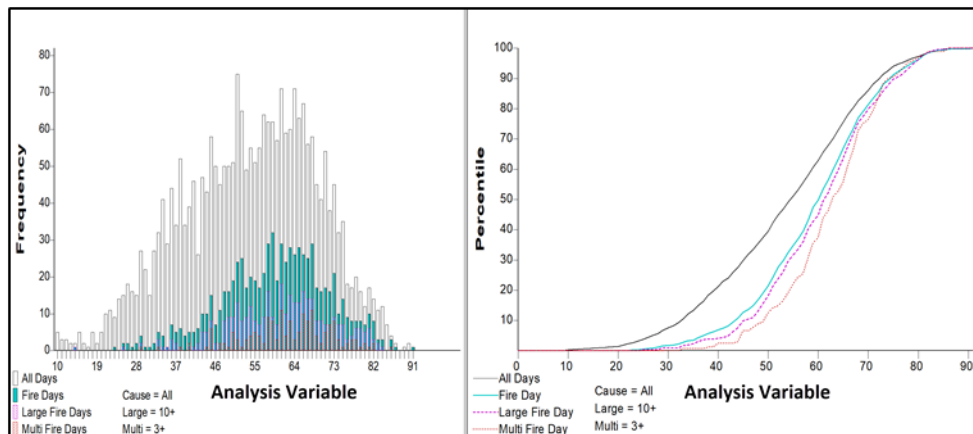 Frequency
80
70
60
50
40
30
20
10
0
10 19 28 37 46 55 64 73 82 91
Analysis Variable
All Days
Fire Days Cause = All
Large Fire Days Large = 10+
Multi Fire Days Multi = 3+
Percentile
100
90
80
70
60
50
40
30
20
10
0 10 20 30 40 50 60 70 80 90
Analysis Variable
All Days
Fire Day Cause = All
Large Fire Day Large = 10+
Multi Fire Day Multi = 3+